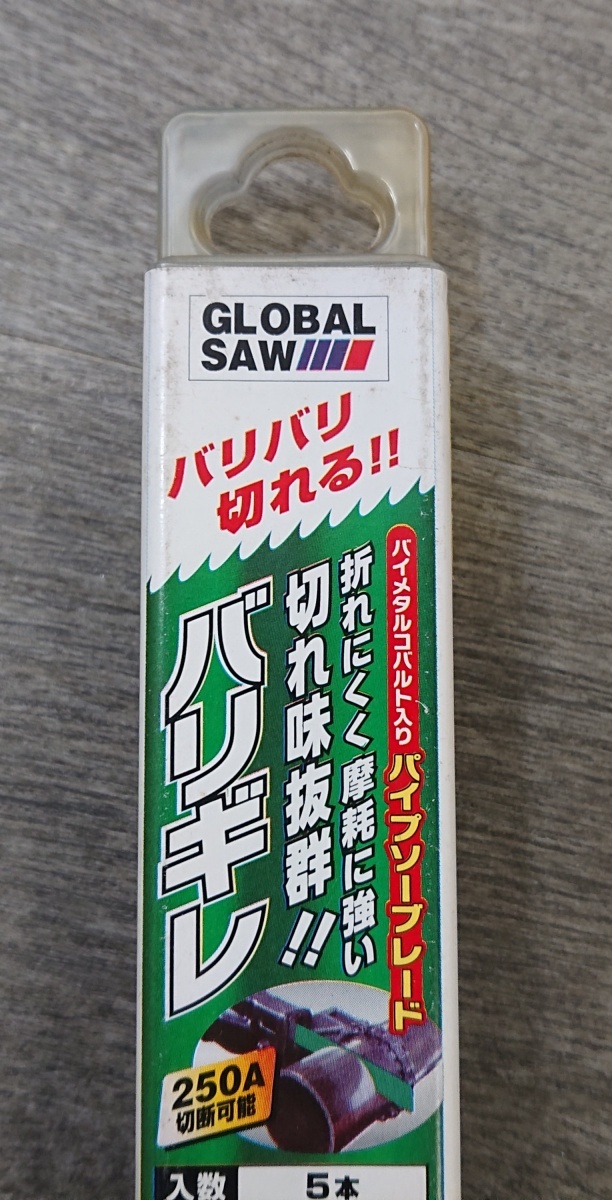 GLOBAL
SAW
バリバリ
切れる!!
バイメタルコバルト入り パイプソーブレード
折れにくく 摩耗に強い
切れ味抜群!!
バリギレ
250A
切断可能
入数 5本